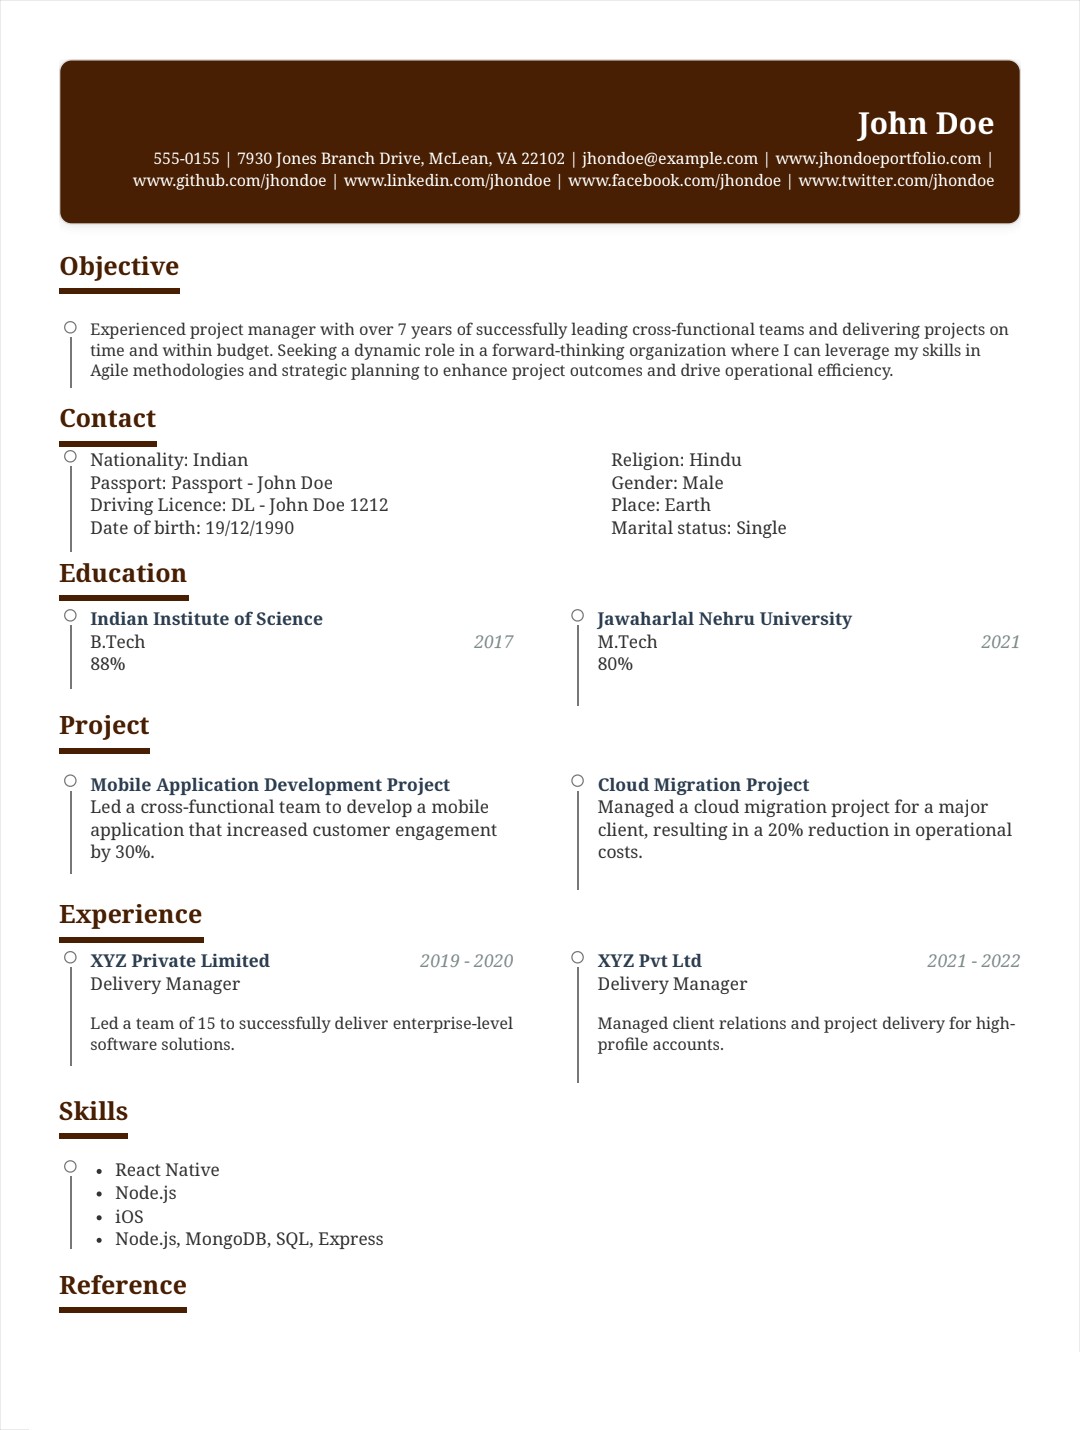 John Doe
555-0155 | 7930 Jones Branch Drive, McLean, VA 22102 | jhondoe@example.com | www.jhondoeportfolio.com |
www.github.com/jhondoe | www.linkedin.com/jhondoe | www.facebook.com/jhondoe | www.twitter.com/jhondoe
Objective
Experienced project manager with over 7 years of successfully leading cross-functional teams and delivering projects on
time and within budget. Seeking a dynamic role in a forward-thinking organization where I can leverage my skills in
Agile methodologies and strategic planning to enhance project outcomes and drive operational efficiency.
Contact
Nationality: Indian
Passport: Passport - John Doe
Driving Licence: DL - John Doe 1212
Date of birth: 19/12/1990
Religion: Hindu
Gender: Male
Place: Earth
Marital status: Single
Education
Indian Institute of Science
B.Tech 2017
88%
Jawaharlal Nehru University
M.Tech 2021
80%
Project
Mobile Application Development Project
Led a cross-functional team to develop a mobile
application that increased customer engagement
by 30%.
Cloud Migration Project
Managed a cloud migration project for a major
client, resulting in a 20% reduction in operational
costs.
Experience
XYZ Private Limited 2019 - 2020
Delivery Manager
Led a team of 15 to successfully deliver enterprise-level
software solutions.
XYZ Pvt Ltd 2021 - 2022
Delivery Manager
Managed client relations and project delivery for high-
profile accounts.
Skills
• React Native
• Node.js
• iOS
• Node.js, MongoDB, SQL, Express
Reference